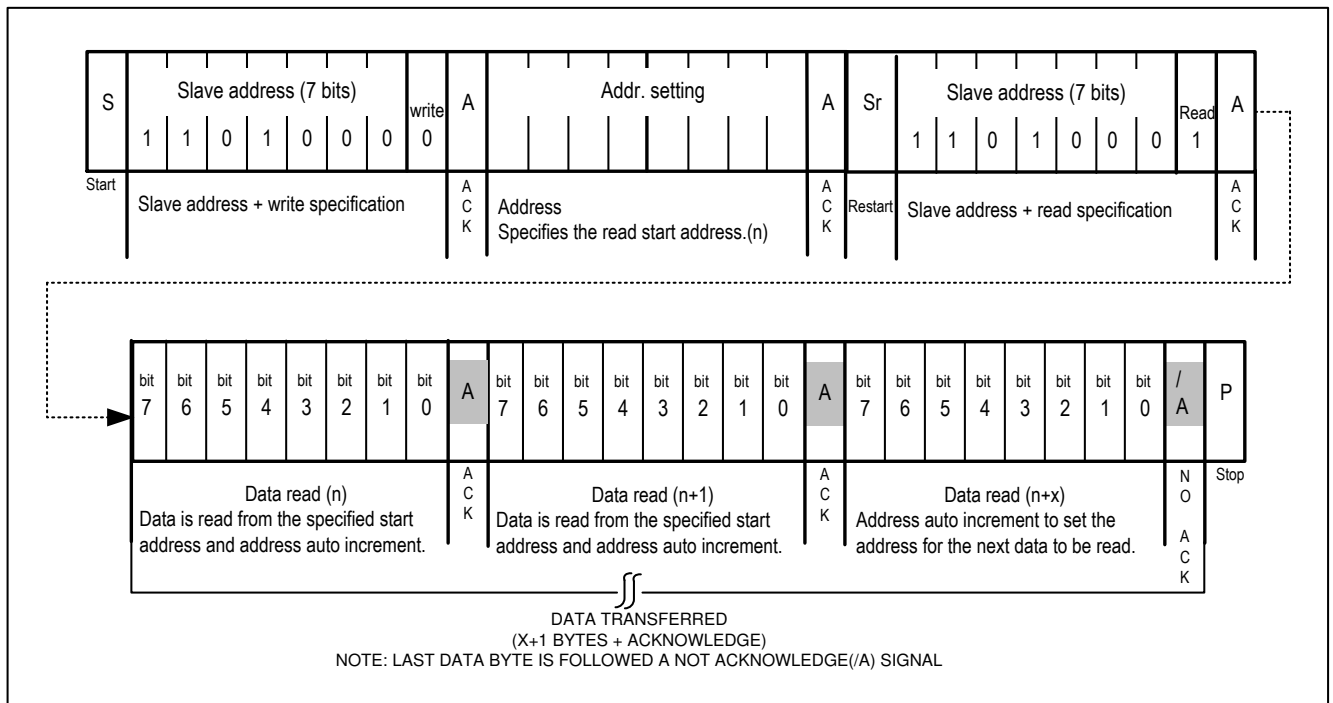 S Slave address (7 bits) write A Addr. setting A Sr Slave address (7 bits) Read A
1 1 0 1 0 0 0 0 1 1 0 1 0 0 0 1
Start Slave address + write specification ACK Address ACK Restart Slave address + read specification ACK
Specifies the read start address.(n)
bit bit bit bit bit bit bit bit A bit bit bit bit bit bit bit bit A bit bit bit bit bit bit bit bit / P
7 6 5 4 3 2 1 0 7 6 5 4 3 2 1 0 7 6 5 4 3 2 1 0 A
Data read (n) ACK Data read (n+1) ACK Data read (n+x) NO ACK Stop
Data is read from the specified start Data is read from the specified start Address auto increment to set the
address and address auto increment. address and address auto increment. address for the next data to be read.
DATA TRANSFERRED
(X+1 BYTES + ACKNOWLEDGE)
NOTE: LAST DATA BYTE IS FOLLOWED A NOT ACKNOWLEDGE(/A) SIGNAL